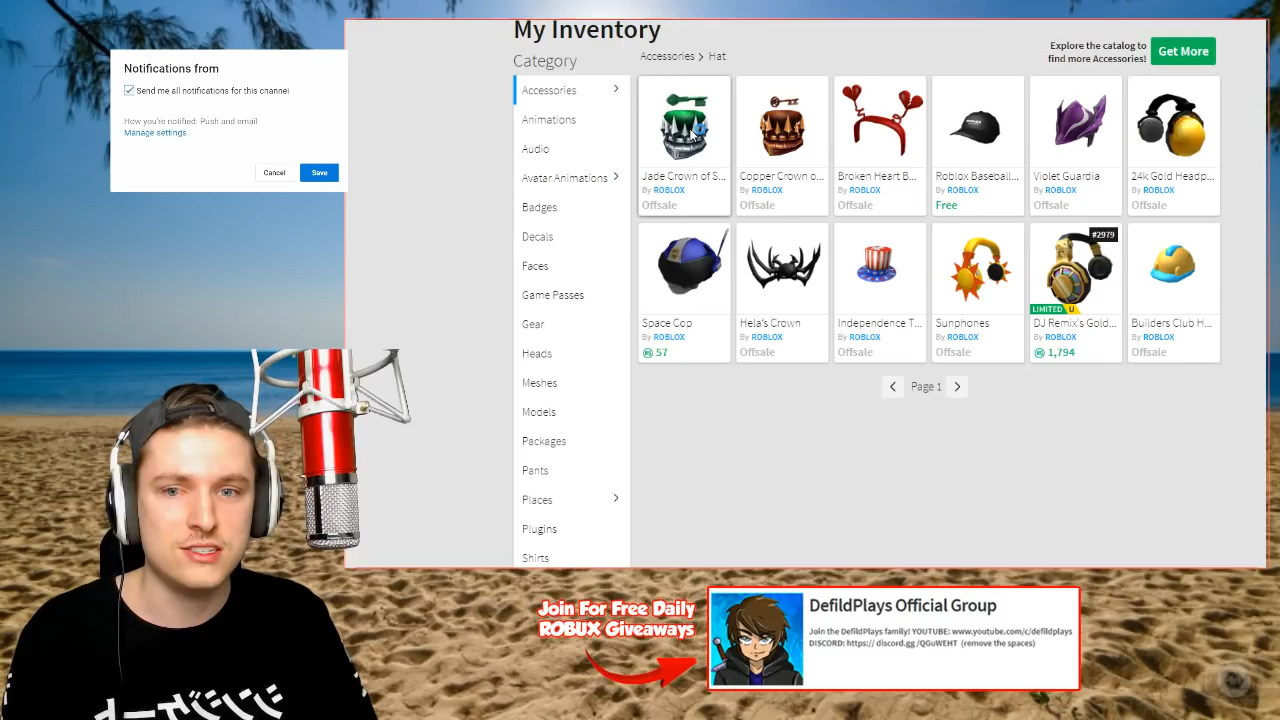 My Inventory
Category
Accessories > Hat
Explore the catalog to
find more Accessories!
Get More
Notifications from
Send me all notifications for this channel
How you're notified: Push and email
Manage settings
Cancel
Save
Accessories
Animations
Audio
Avatar Animations
Badges
Decals
Faces
Game Passes
Gear
Heads
Meshes
Models
Packages
Pants
Places
Plugins
Shirts
Jade Crown of S...
By ROBLOX
Offsale
Copper Crown o...
By ROBLOX
Offsale
Broken Heart B...
By ROBLOX
Offsale
Roblox Baseball...
By ROBLOX
Free
Violet Guardia
By ROBLOX
Offsale
24k Gold Headp...
By ROBLOX
Offsale
Space Cop
By ROBLOX
57
Hela's Crown
By ROBLOX
Offsale
Independence T...
By ROBLOX
Offsale
Sunphones
By ROBLOX
Offsale
#2979
LIMITED U
DJ Remix's Gold...
By ROBLOX
1,794
Builders Club H...
By ROBLOX
Offsale
Page 1
Join For Free Daily
ROBUX Giveaways
DefildPlays Official Group
Join the DefildPlays family! YOUTUBE: www.youtube.com/c/defildplays
DISCORD: https:// discord.gg /QGuWEHT (remove the spaces)